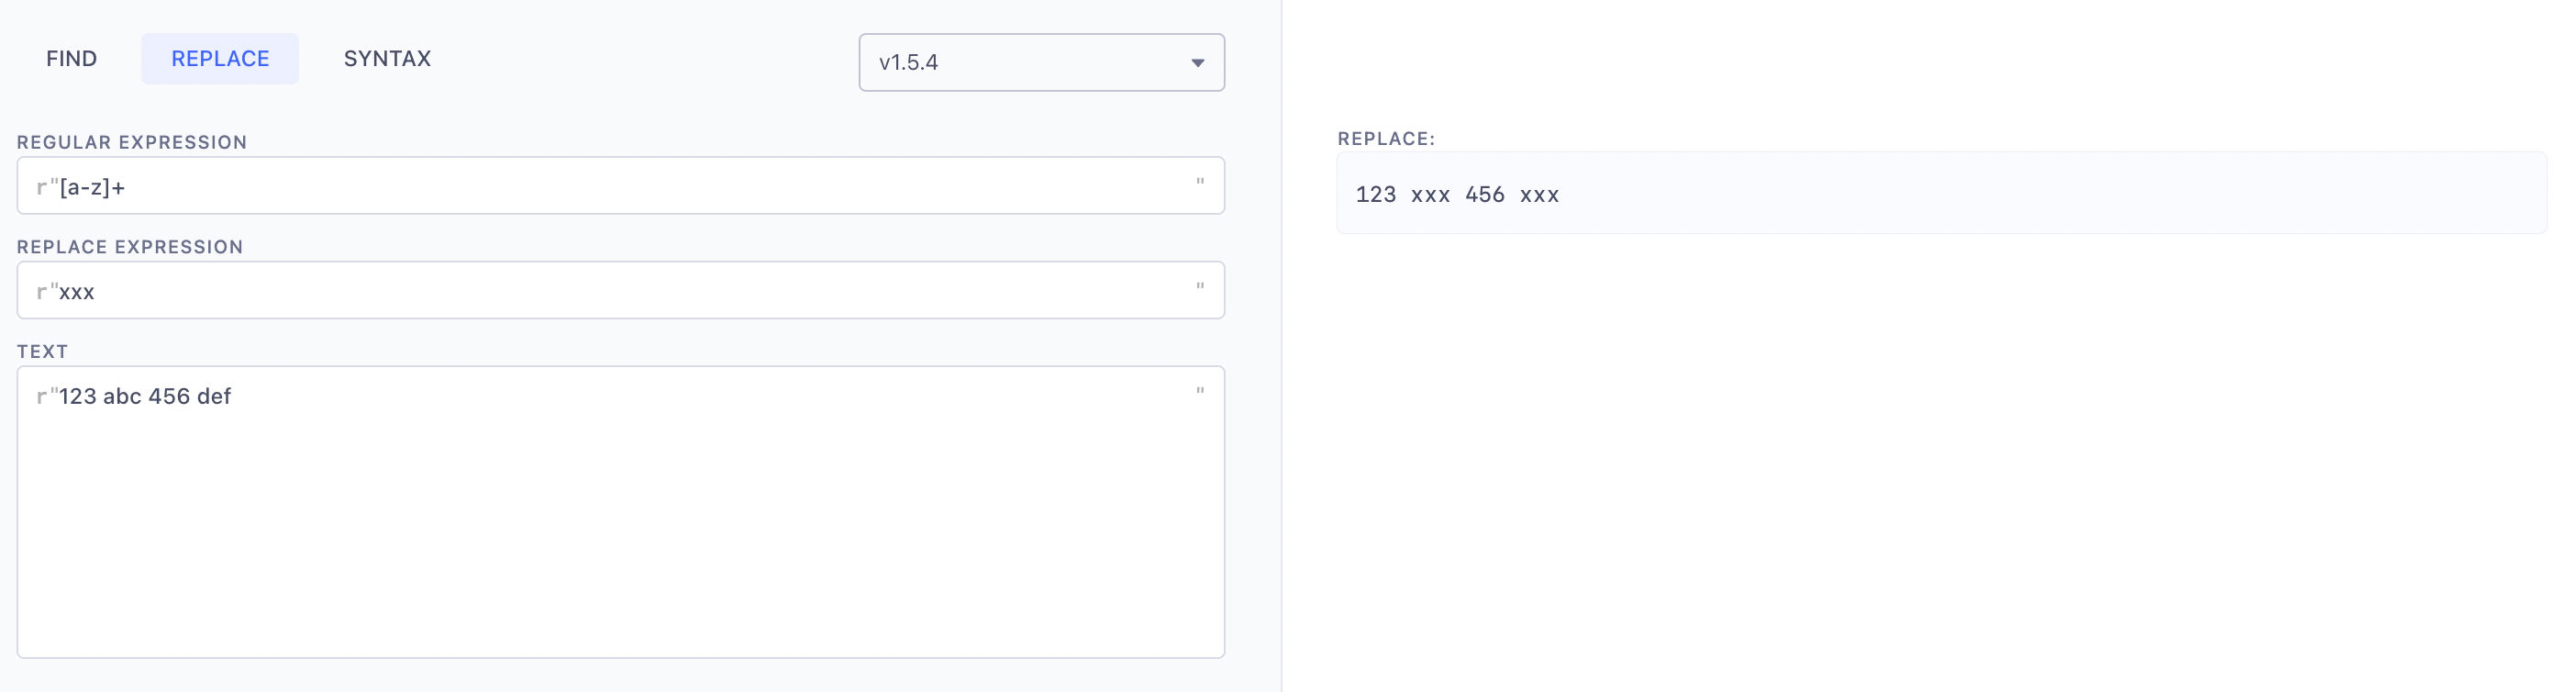 FIND REPLACE SYNTAX v1.5.4
REGULAR EXPRESSION
r"[a-z]+ "
REPLACE EXPRESSION
r"xxx "
TEXT
r"123 abc 456 def "
REPLACE:
123 xxx 456 xxx